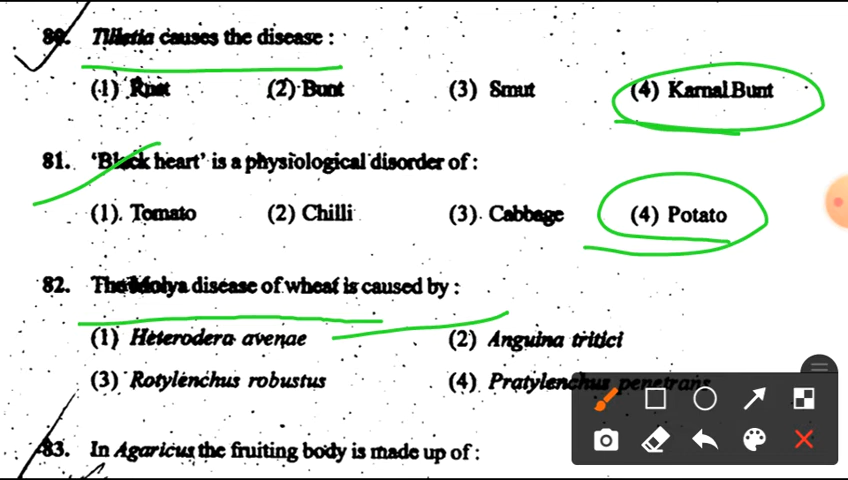 80. Tilletia causes the disease :
(1) Rust (2) Bunt (3) Smut (4) Karnal Bunt
81. 'Black heart' is a physiological disorder of :
(1). Tomato (2) Chilli (3). Cabbage (4) Potato
82. The Molya disease of wheat is caused by :
(1) Heterodera avenae (2) Anguina tritici
(3) Rotylenchus robustus (4) Pratylenchus penetrans
83. In Agaricus the fruiting body is made up of :